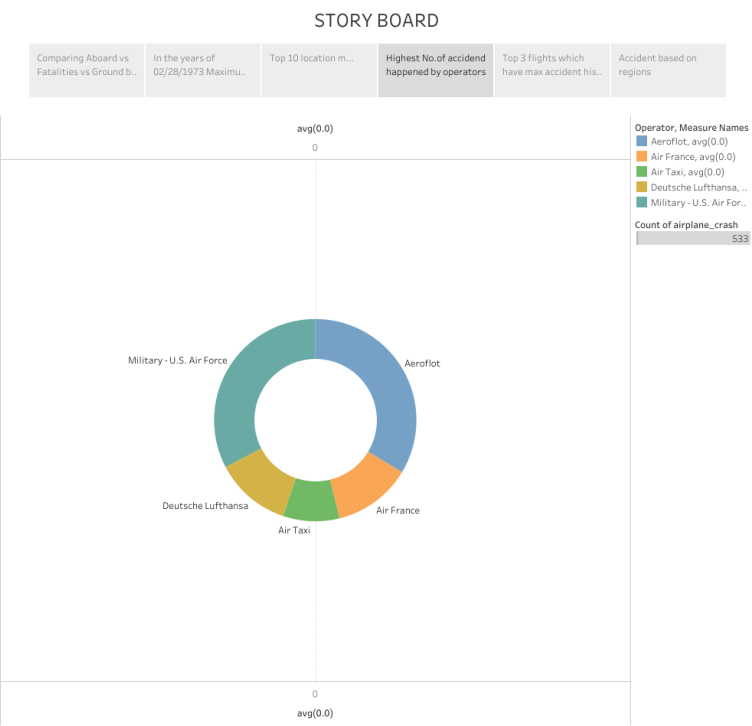 STORY BOARD
Comparing Aboard vs
Fatalities vs Ground b..
In the years of
02/28/1973 Maximu..
Top 10 location m...
Highest No.of accidend
happened by operators
Top 3 flights which
have max accident his..
Accident based on
regions
avg(0.0)
0
Operator, Measure Names
Aeroflot, avg(0.0)
Air France, avg(0.0)
Air Taxi, avg(0.0)
Deutsche Lufthansa, ..
Military - U.S. Air For..
Count of airplane_crash
533
Military - U.S. Air Force
Aeroflot
Deutsche Lufthansa
Air France
Air Taxi
0
avg(0.0)